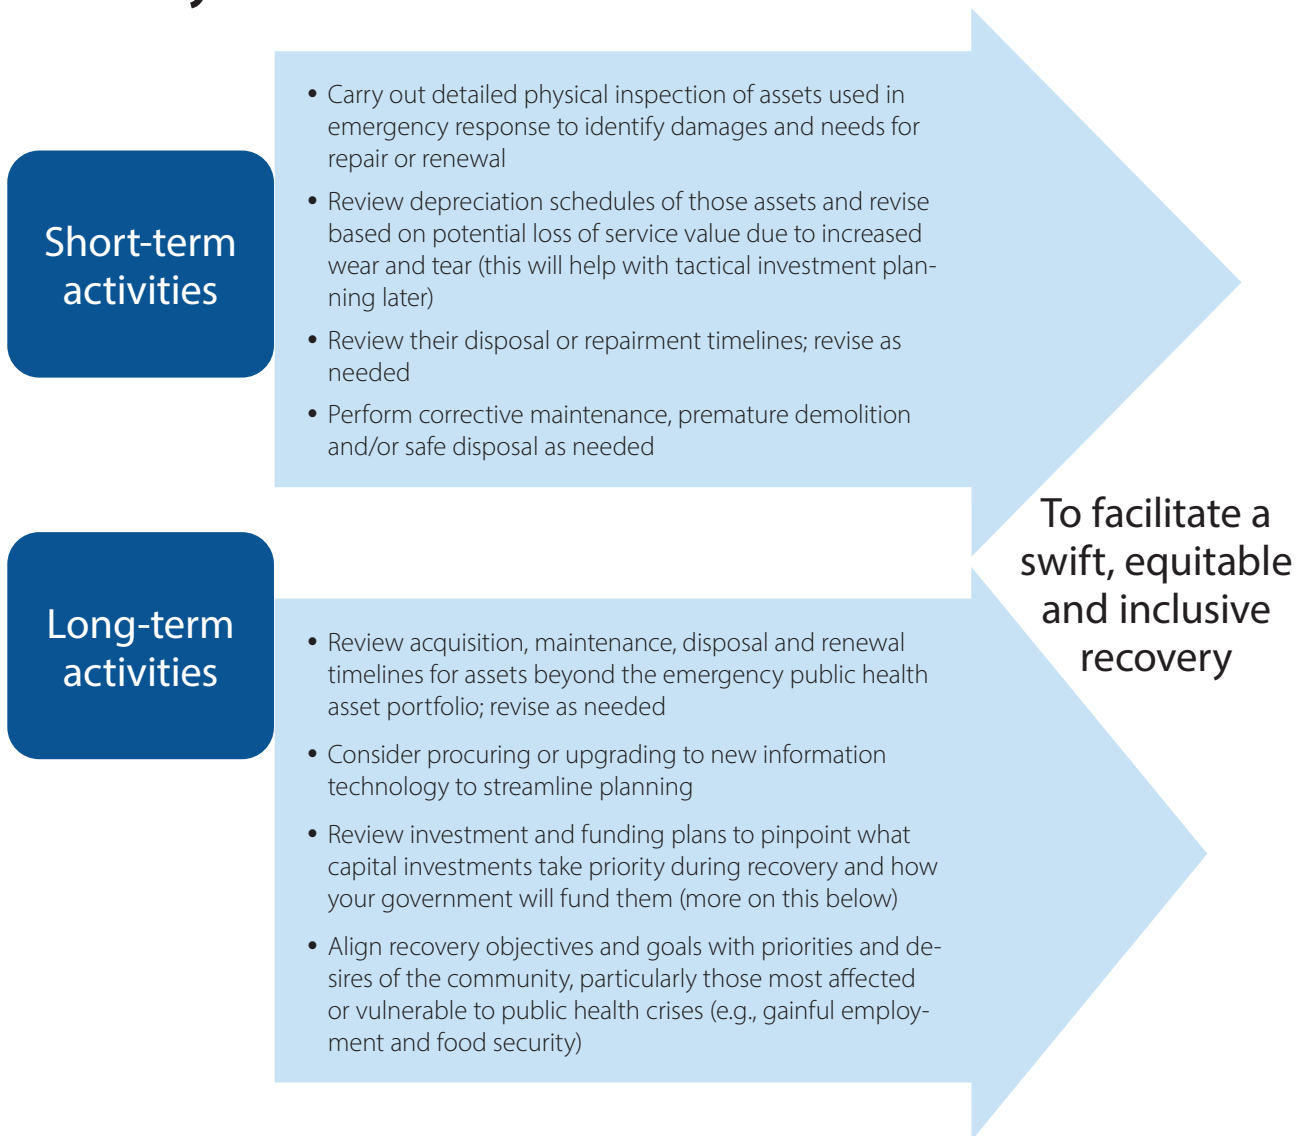 Short-term
activities
• Carry out detailed physical inspection of assets used in
emergency response to identify damages and needs for
repair or renewal
• Review depreciation schedules of those assets and revise
based on potential loss of service value due to increased
wear and tear (this will help with tactical investment plan-
ning later)
• Review their disposal or repairment timelines; revise as
needed
• Perform corrective maintenance, premature demolition
and/or safe disposal as needed
Long-term
activities
• Review acquisition, maintenance, disposal and renewal
timelines for assets beyond the emergency public health
asset portfolio; revise as needed
• Consider procuring or upgrading to new information
technology to streamline planning
• Review investment and funding plans to pinpoint what
capital investments take priority during recovery and how
your government will fund them (more on this below)
• Align recovery objectives and goals with priorities and de-
sires of the community, particularly those most affected
or vulnerable to public health crises (e.g., gainful employ-
ment and food security)
To facilitate a
swift, equitable
and inclusive
recovery